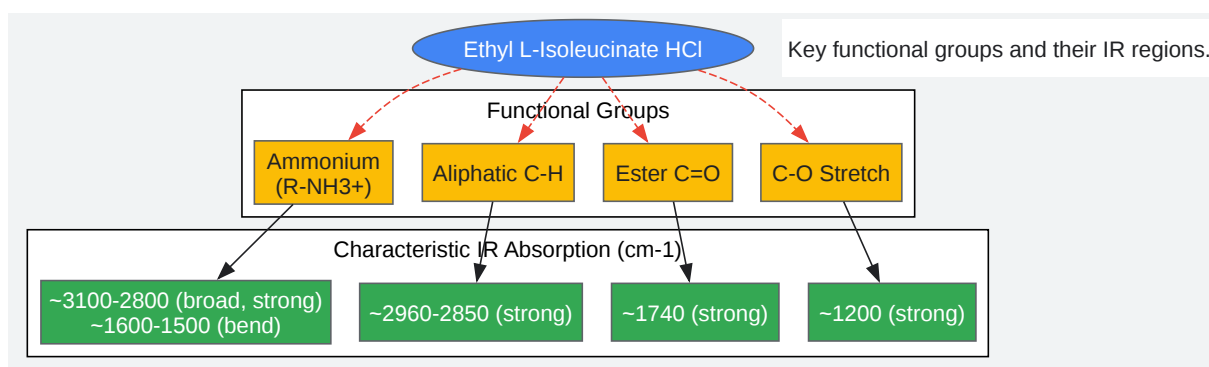 Ethyl L-Isoleucinate HCl
Key functional groups and their IR regions.
Functional Groups
Ammonium
(R-NH3+)
Aliphatic C-H
Ester C=O
C-O Stretch
Characteristic IR Absorption (cm-1)
~3100-2800 (broad, strong)
~1600-1500 (bend)
~2960-2850 (strong)
~1740 (strong)
~1200 (strong)